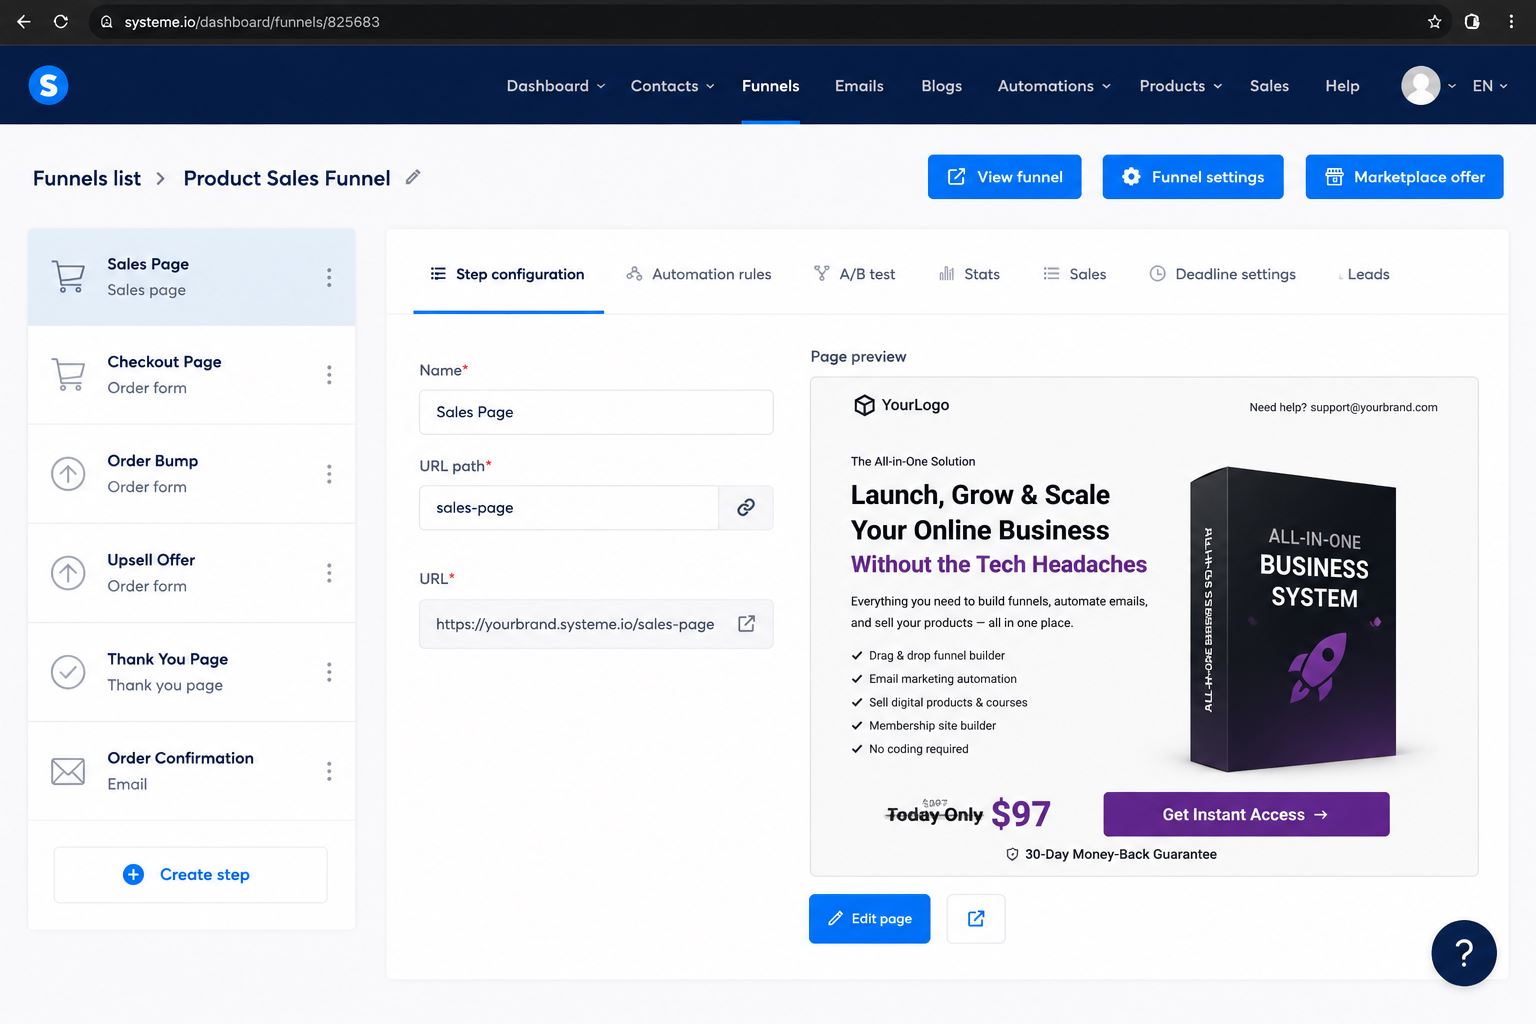 systeme.io/dashboard/funnels/825683
S
Dashboard
Contacts
Funnels
Emails
Blogs
Automations
Products
Sales
Help
EN
Funnels list > Product Sales Funnel
View funnel
Funnel settings
Marketplace offer
Sales Page
Sales page
Checkout Page
Order form
Order Bump
Order form
Upsell Offer
Order form
Thank You Page
Thank you page
Order Confirmation
Email
Create step
Step configuration
Automation rules
A/B test
Stats
Sales
Deadline settings
Leads
Name*
Sales Page
URL path*
sales-page
URL*
https://yourbrand.systeme.io/sales-page
Page preview
YourLogo
Need help? support@yourbrand.com
The All-in-One Solution
Launch, Grow & Scale
Your Online Business
Without the Tech Headaches
Everything you need to build funnels, automate emails,
and sell your products — all in one place.
✓ Drag & drop funnel builder
✓ Email marketing automation
✓ Sell digital products & courses
✓ Membership site builder
✓ No coding required
ALL-IN-ONE
BUSINESS
SYSTEM
Today Only $97
Get Instant Access →
30-Day Money-Back Guarantee
Edit page
?